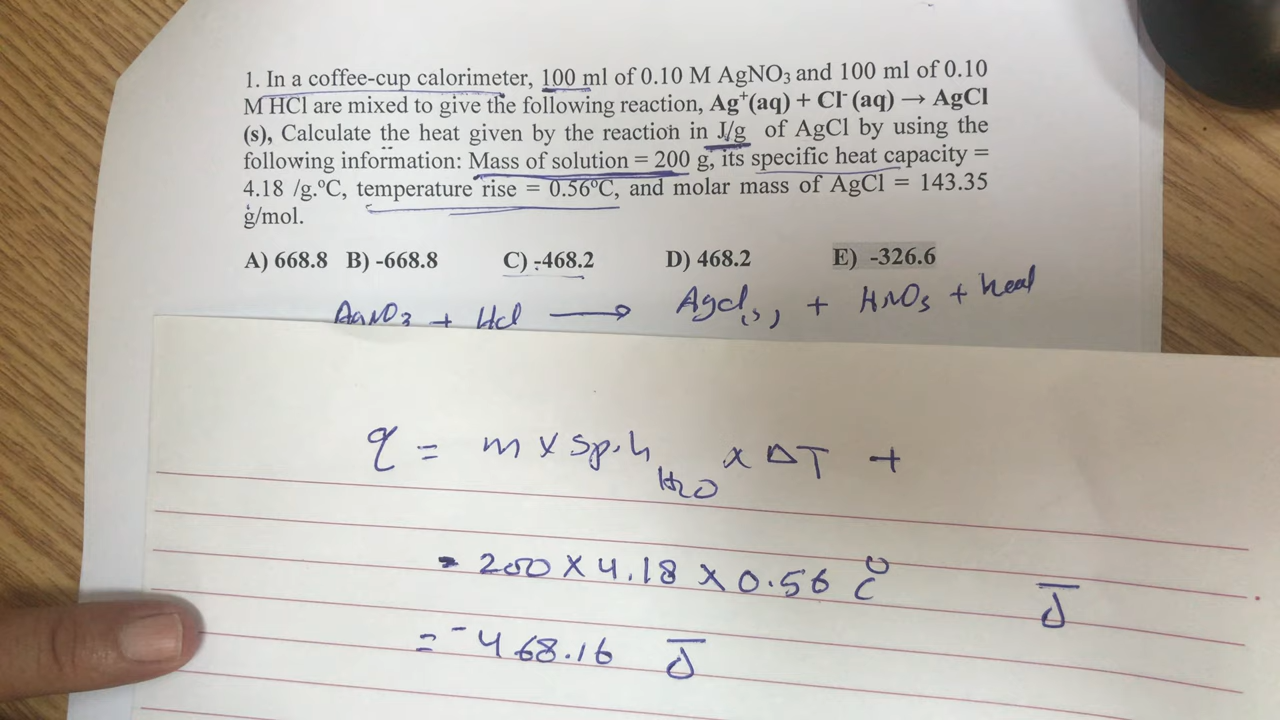 1. In a coffee-cup calorimeter, 100 ml of 0.10 M AgNO₃ and 100 ml of 0.10
M HCl are mixed to give the following reaction, Ag⁺(aq) + Cl⁻ (aq) → AgCl
(s), Calculate the heat given by the reaction in J/g of AgCl by using the
following information: Mass of solution = 200 g, its specific heat capacity =
4.18 /g.ºC, temperature rise = 0.56ºC, and molar mass of AgCl = 143.35
g/mol.
A) 668.8 B) -668.8 C) -468.2 D) 468.2 E) -326.6
AgNO₃ + Hcl → Agcl(s) + HNO₃ + heat
q = m x sp.h H₂O x ΔT +
- 200 x 4.18 x 0.56 °C J
= -468.16 J